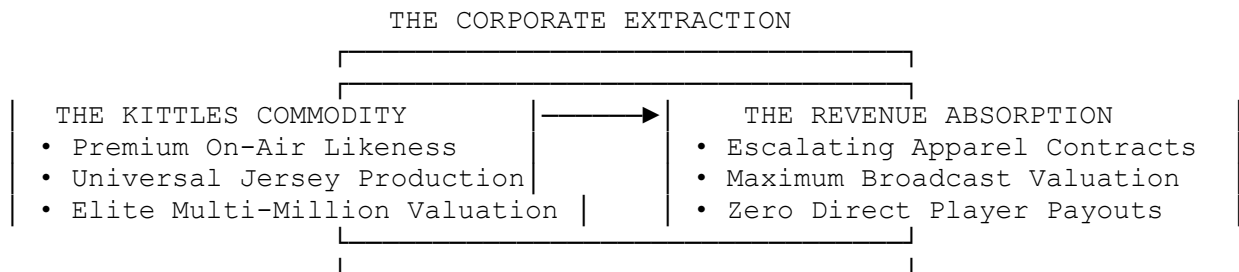 THE CORPORATE EXTRACTION
THE KITTLES COMMODITY THE REVENUE ABSORPTION
• Premium On-Air Likeness • Escalating Apparel Contracts
• Universal Jersey Production • Maximum Broadcast Valuation
• Elite Multi-Million Valuation • Zero Direct Player Payouts